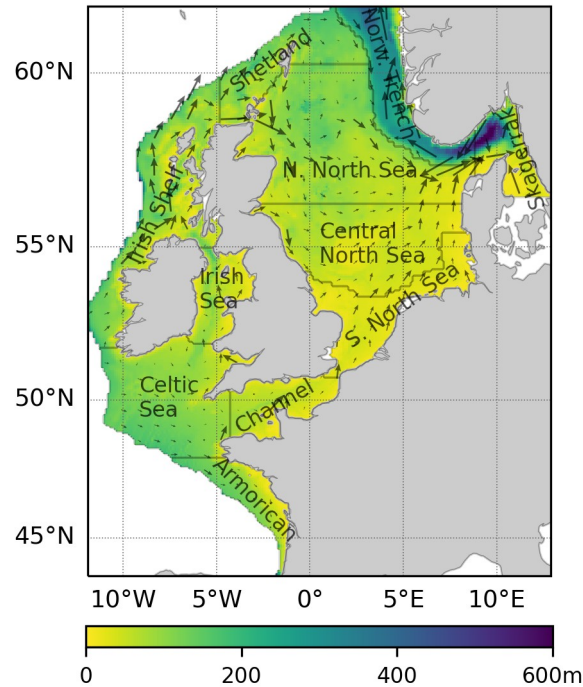 60°N
55°N
50°N
45°N
Shetland
Norw. Trench
Skagerrak
N. North Sea
Irish Shelf
Central
North Sea
Irish
Sea
S. North Sea
Celtic
Sea
Channel
Armorican
10°W 5°W 0° 5°E 10°E
0 200 400 600m